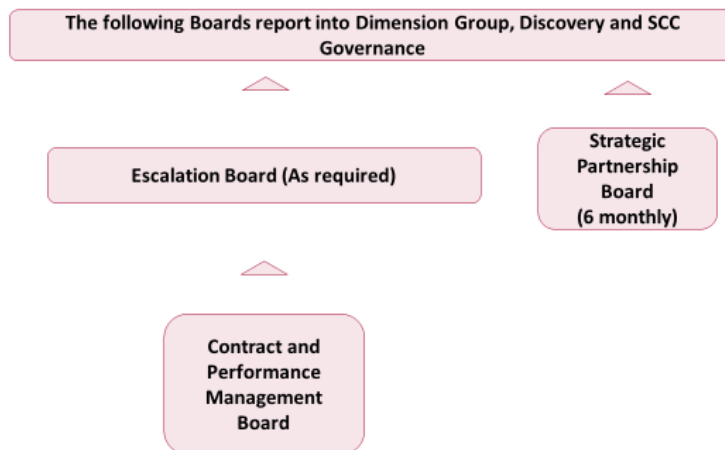 The following Boards report into Dimension Group, Discovery and SCC
Governance
Escalation Board (As required)
Strategic
Partnership
Board
(6 monthly)
Contract and
Performance
Management
Board